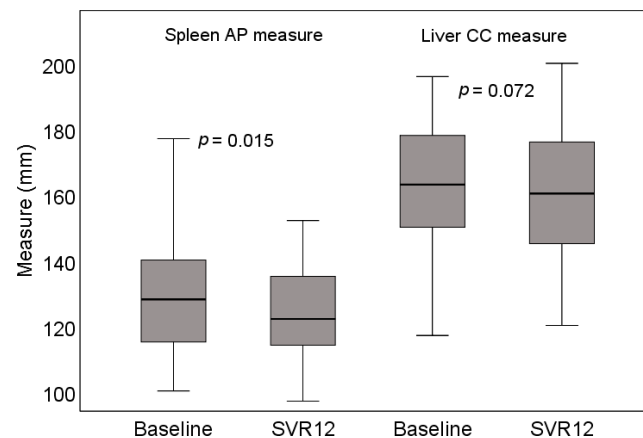 Spleen AP measure
Liver CC measure
Measure (mm)
200
180
160
140
120
100
p = 0.015
p = 0.072
Baseline
SVR12
Baseline
SVR12